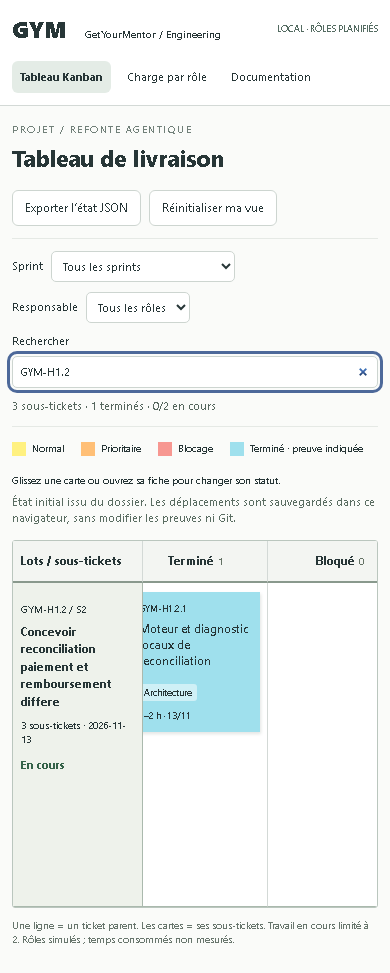 GYM
GetYourMentor / Engineering
LOCAL · RÔLES PLANIFIÉS
Tableau Kanban
Charge par rôle
Documentation
PROJET / REFONTE AGENTIQUE
Tableau de livraison
Exporter l'état JSON
Réinitialiser ma vue
Sprint
Tous les sprints
Responsable
Tous les rôles
Rechercher
GYM-H1.2
3 sous-tickets · 1 terminés · 0/2 en cours
Normal
Prioritaire
Blocage
Terminé · preuve indiquée
Glissez une carte ou ouvrez sa fiche pour changer son statut.
État initial issu du dossier. Les déplacements sont sauvegardés dans ce
navigateur, sans modifier les preuves ni Git.
Lots / sous-tickets
Terminé 1
Bloqué 0
GYM-H1.2 / S2
Concevoir
reconciliation
paiement et
remboursement
differe
3 sous-tickets · 2026-11-
13
En cours
GYM-H1.2.1
Moteur et diagnostic
locaux de
reconciliation
Architecture
–2 h · 13/11
Une ligne = un ticket parent. Les cartes = ses sous-tickets. Travail en cours limité à
2. Rôles simulés ; temps consommés non mesurés.